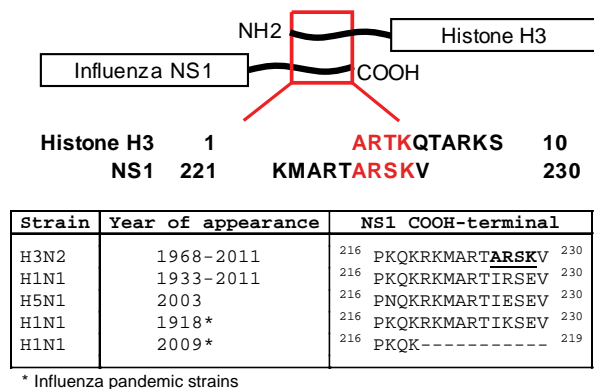 NH2
Histone H3
Influenza NS1
COOH
Histone H3 1 ARTKQTARKS 10
NS1 221 KMARTARSKV 230
Strain Year of appearance NS1 COOH-terminal
H3N2 1968-2011 216 PKQKRKMARTARSKV 230
H1N1 1933-2011 216 PKQKRKMARTIRSEV 230
H5N1 2003 216 PNQKRKMARTIESEV 230
H1N1 1918* 216 PKQKRKMARTIKSEV 230
H1N1 2009* 216 PKQK----------- 219
* Influenza pandemic strains